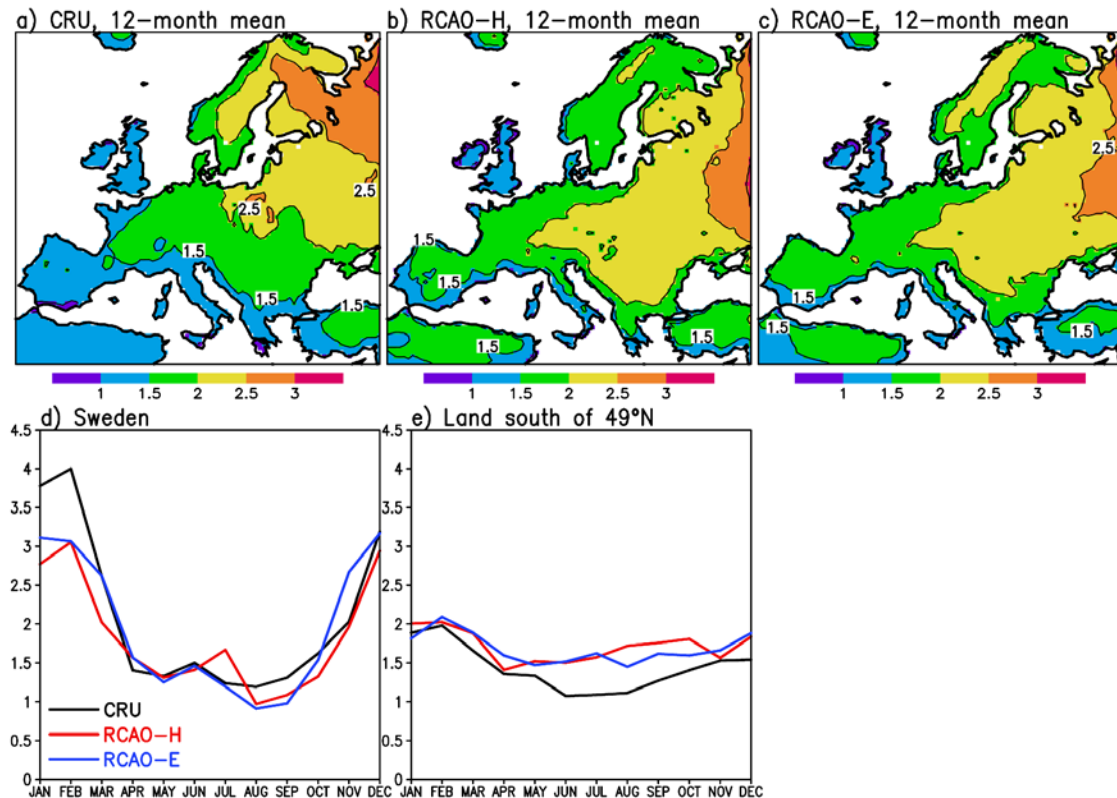 a) CRU, 12-month mean
b) RCAO-H, 12-month mean
c) RCAO-E, 12-month mean
2.5
2.5
1.5
1.5
1.5
1.5
1.5
1.5
2.5
1.5
1.5
1.5
1 1.5 2 2.5 3
1 1.5 2 2.5 3
1 1.5 2 2.5 3
d) Sweden
4.5
4
3.5
3
2.5
2
1.5
1
0.5
0
CRU
RCAO-H
RCAO-E
JAN FEB MAR APR MAY JUN JUL AUG SEP OCT NOV DEC
e) Land south of 49°N
4.5
4
3.5
3
2.5
2
1.5
1
0.5
0
JAN FEB MAR APR MAY JUN JUL AUG SEP OCT NOV DEC